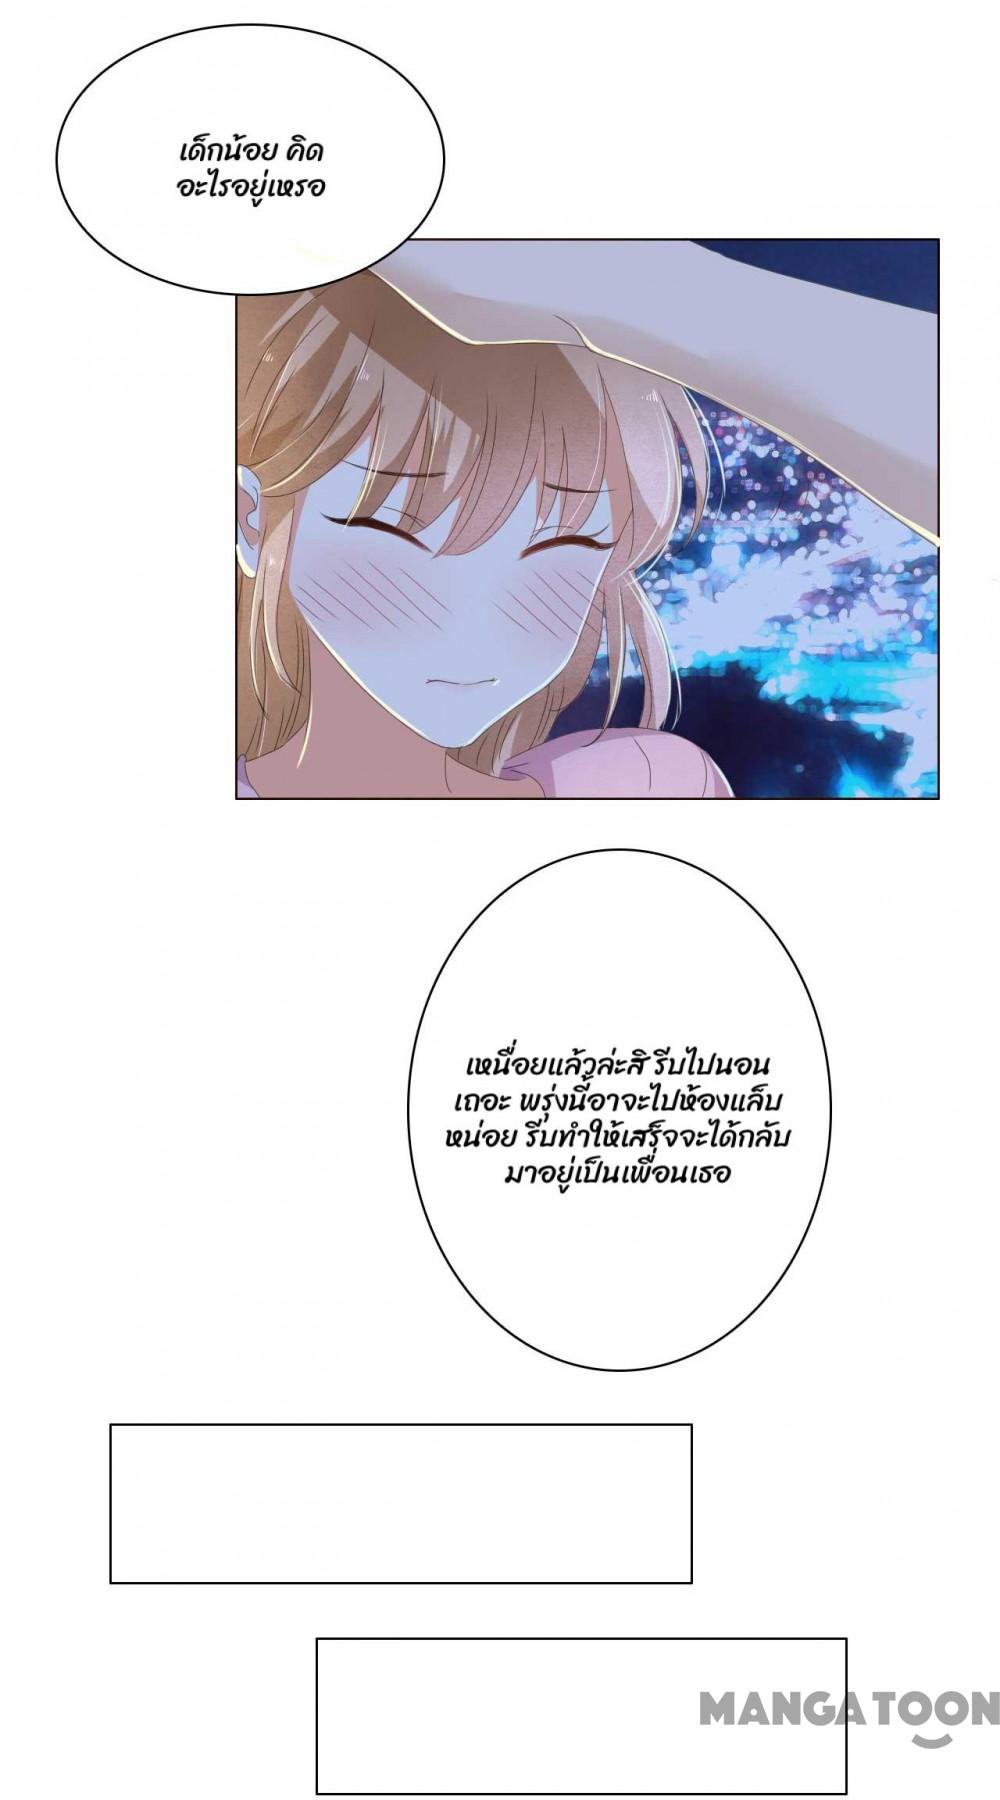 เด็กน้อย คิด
อะไรอยู่เหรอ
เหนื่อยแล้วล่ะสิ รีบไปนอน
เถอะ พรุ่งนี้อาจะไปห้องแล็บ
หน่อย รีบทำให้เสร็จจะได้กลับ
มาอยู่เป็นเพื่อนเธอ
MANGATOON